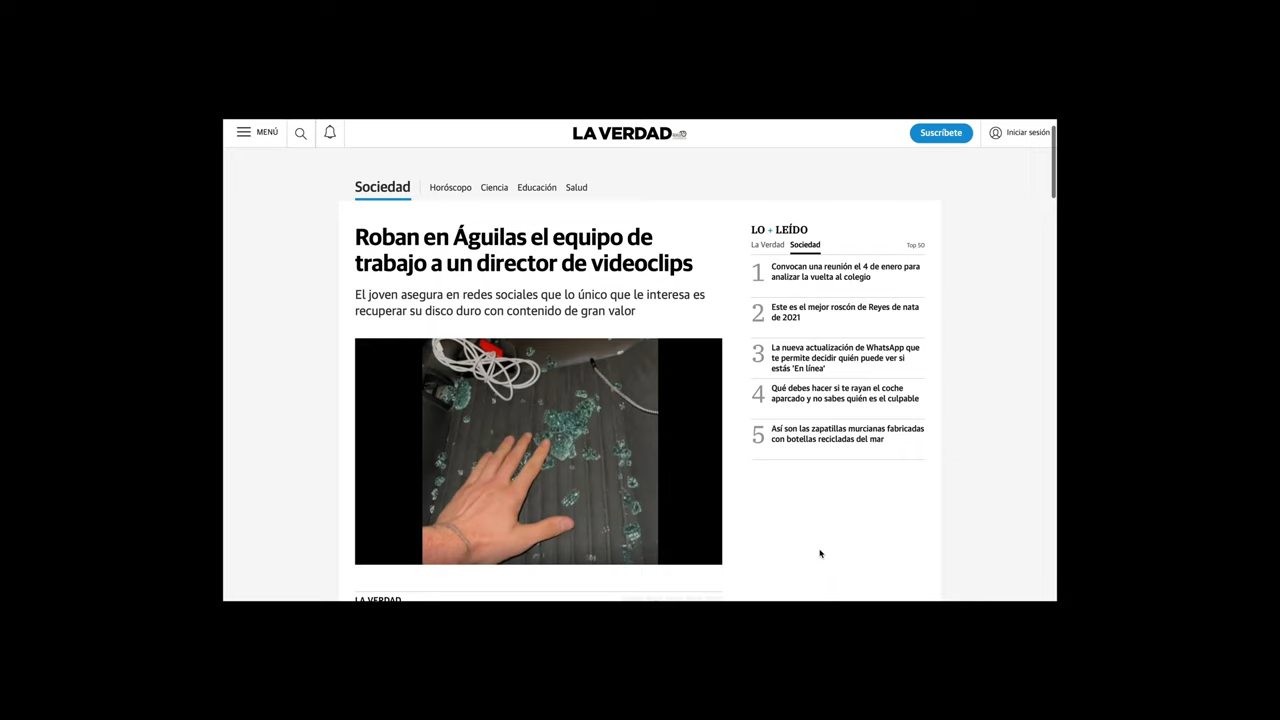 MENÚ
LA VERDAD
Suscríbete
Iniciar sesión
Sociedad
Horóscopo
Ciencia
Educación
Salud
Roban en Águilas el equipo de
trabajo a un director de videoclips
El joven asegura en redes sociales que lo único que le interesa es
recuperar su disco duro con contenido de gran valor
LO + LEÍDO
La Verdad
Sociedad
Top 50
1
Convocan una reunión el 4 de enero para
analizar la vuelta al colegio
2
Este es el mejor roscón de Reyes de nata
de 2021
3
La nueva actualización de WhatsApp que
te permite decidir quién puede ver si
estás 'En línea'
4
Qué debes hacer si te rayan el coche
aparcado y no sabes quién es el culpable
5
Así son las zapatillas murcianas fabricadas
con botellas recicladas del mar
LA VERDAD